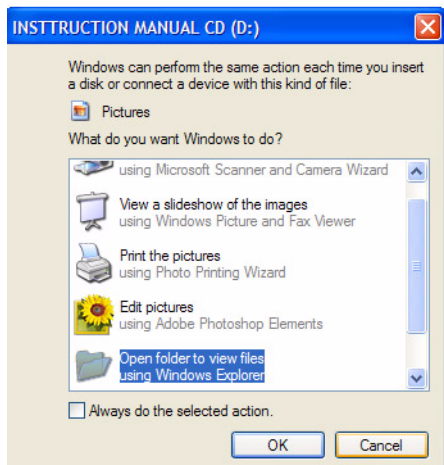 INSTTRUCTION MANUAL CD (D:)
Windows can perform the same action each time you insert
a disk or connect a device with this kind of file:
Pictures
What do you want Windows to do?
using Microsoft Scanner and Camera Wizard
View a slideshow of the images
using Windows Picture and Fax Viewer
Print the pictures
using Photo Printing Wizard
Edit pictures
using Adobe Photoshop Elements
Open folder to view files
using Windows Explorer
Always do the selected action.
OK Cancel